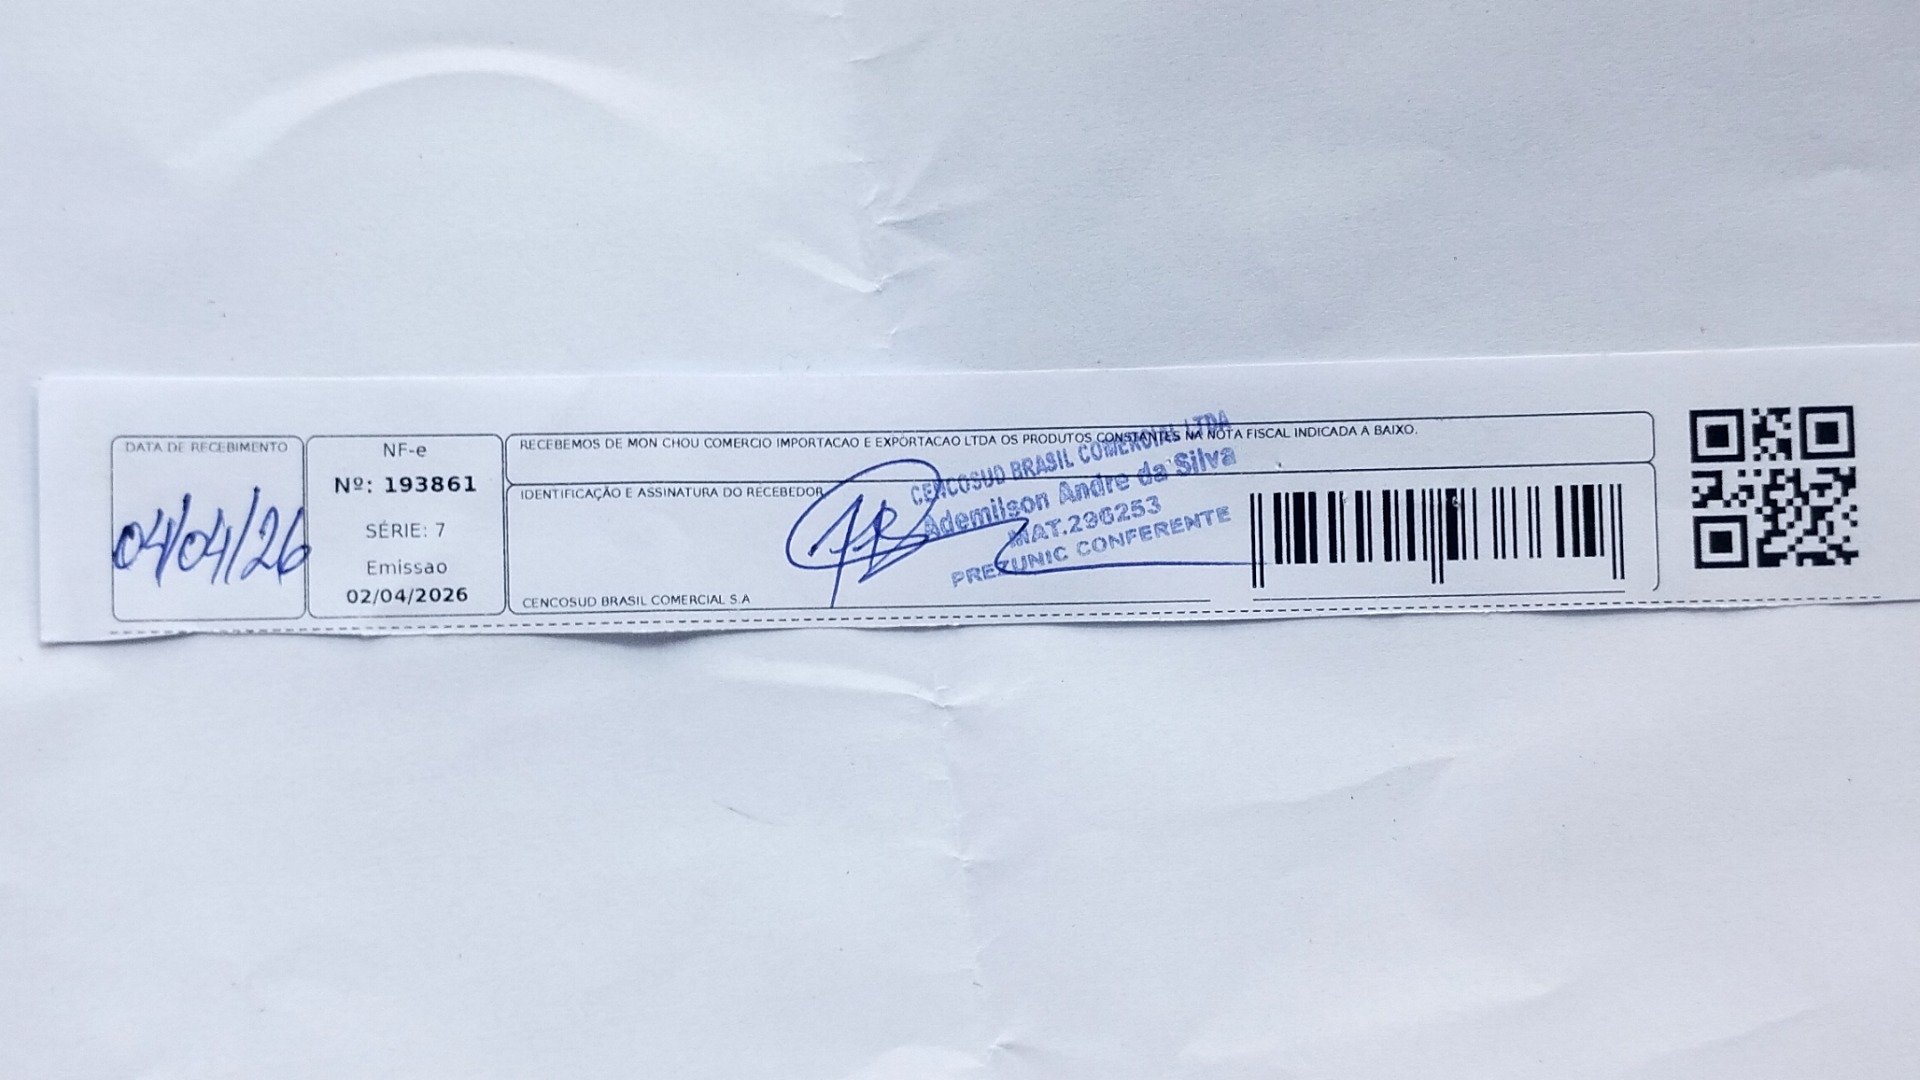 DATA DE RECEBIMENTO
04/04/26
NF-e
Nº: 193861
SÉRIE: 7
Emissao
02/04/2026
RECEBEMOS DE MON CHOU COMERCIO IMPORTACAO E EXPORTACAO LTDA OS PRODUTOS CONSTANTES NA NOTA FISCAL INDICADA A BAIXO.
IDENTIFICAÇÃO E ASSINATURA DO RECEBEDOR
CENCOSUD BRASIL COMERCIAL LTDA
Ademilson Andre da Silva
MAT.296253
PREZUNIC CONFERENTE
CENCOSUD BRASIL COMERCIAL S.A